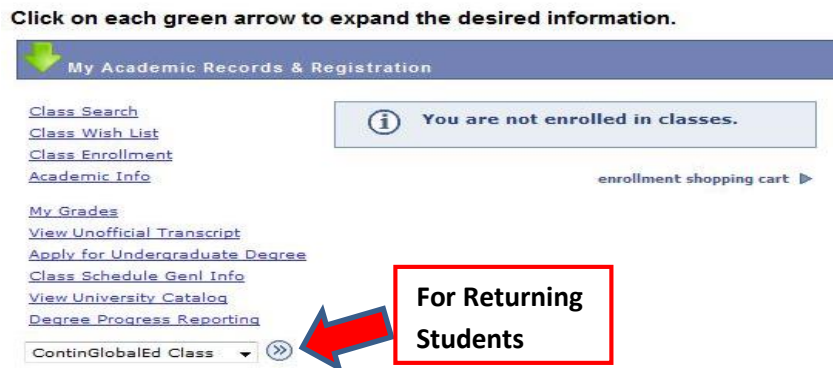 Click on each green arrow to expand the desired information.
My Academic Records & Registration
Class Search
Class Wish List
Class Enrollment
Academic Info
You are not enrolled in classes.
enrollment shopping cart
My Grades
View Unofficial Transcript
Apply for Undergraduate Degree
Class Schedule Genl Info
View University Catalog
Degree Progress Reporting
ContinGlobalEd Class
For Returning
Students